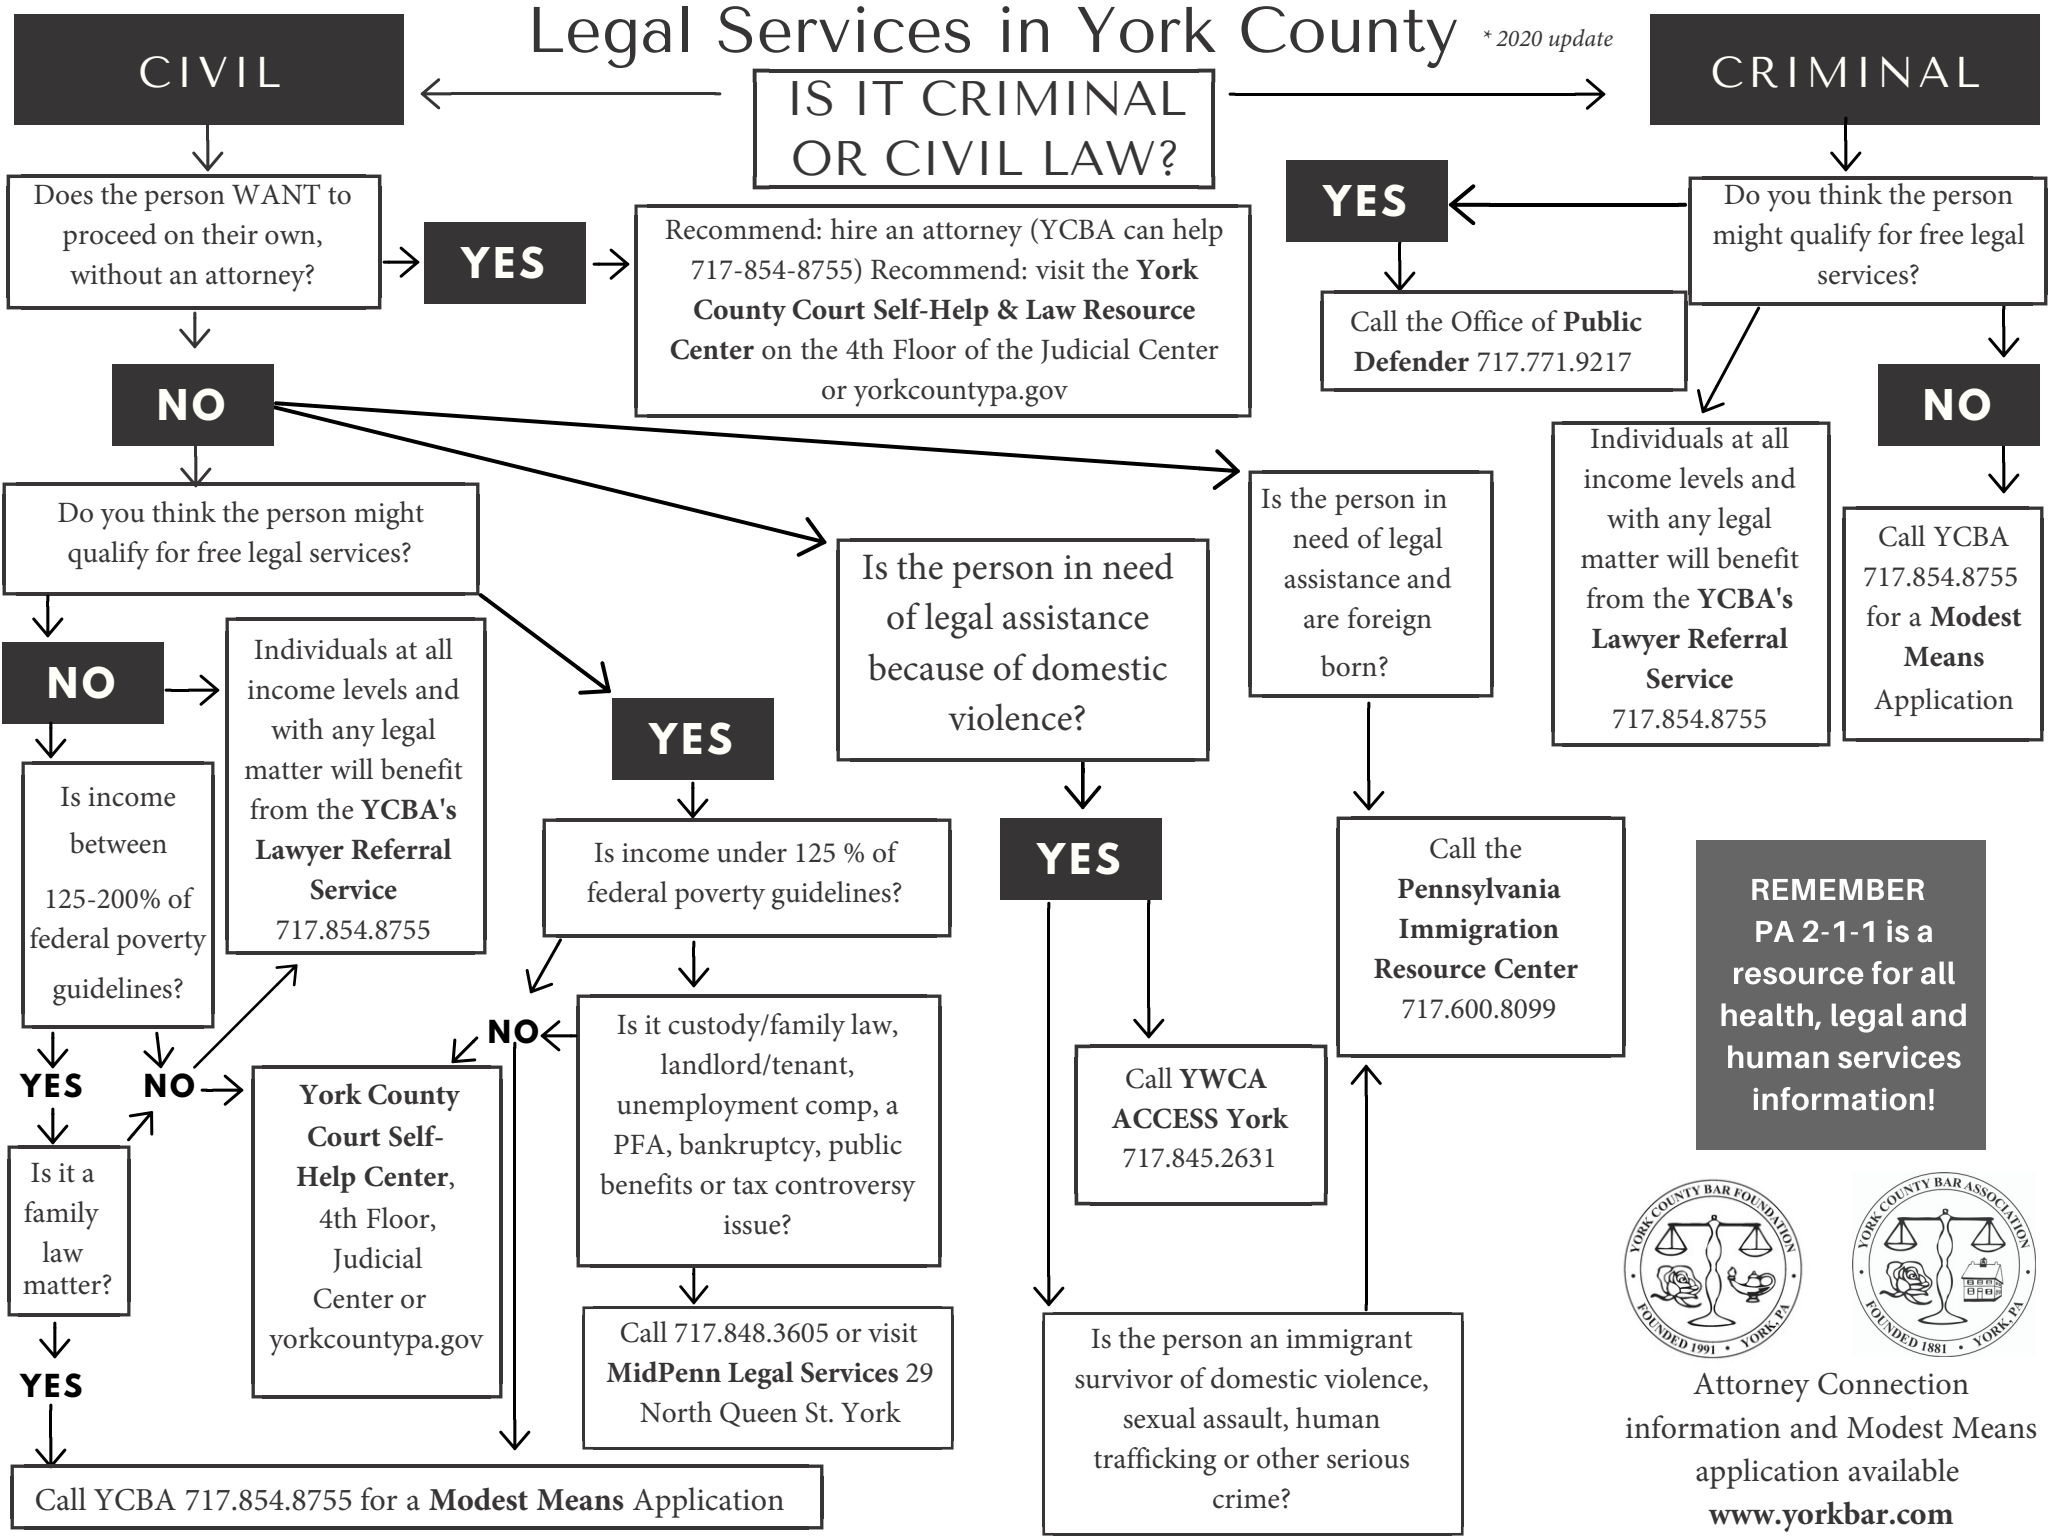 Legal Services in York County
* 2020 update
CIVIL
IS IT CRIMINAL
OR CIVIL LAW?
CRIMINAL
Does the person WANT to
proceed on their own,
without an attorney?
YES
Recommend: hire an attorney (YCBA can help
717-854-8755) Recommend: visit the York
County Court Self-Help & Law Resource
Center on the 4th Floor of the Judicial Center
or yorkcountypa.gov
YES
Do you think the person
might qualify for free legal
services?
Call the Office of Public
Defender 717.771.9217
NO
NO
Individuals at all
income levels and
with any legal
matter will benefit
from the YCBA's
Lawyer Referral
Service
717.854.8755
Call YCBA
717.854.8755
for a Modest
Means
Application
Do you think the person might
qualify for free legal services?
Is the person in need
of legal assistance
because of domestic
violence?
Is the person in
need of legal
assistance and
are foreign
born?
NO
Individuals at all
income levels and
with any legal
matter will benefit
from the YCBA's
Lawyer Referral
Service
717.854.8755
YES
Is income
between
125-200% of
federal poverty
guidelines?
Is income under 125 % of
federal poverty guidelines?
YES
Call the
Pennsylvania
Immigration
Resource Center
717.600.8099
REMEMBER
PA 2-1-1 is a
resource for all
health, legal and
human services
information!
YES
NO
NO
Is it custody/family law,
landlord/tenant,
unemployment comp, a
PFA, bankruptcy, public
benefits or tax controversy
issue?
Call YWCA
ACCESS York
717.845.2631
York County
Court Self-
Help Center,
4th Floor,
Judicial
Center or
yorkcountypa.gov
Is it a
family
law
matter?
YES
Call 717.848.3605 or visit
MidPenn Legal Services 29
North Queen St. York
Is the person an immigrant
survivor of domestic violence,
sexual assault, human
trafficking or other serious
crime?
Call YCBA 717.854.8755 for a Modest Means Application
YORK COUNTY BAR FOUNDATION
FOUNDED 1991 • YORK, PA
YORK COUNTY BAR ASSOCIATION
FOUNDED 1881 • YORK, PA
Attorney Connection
information and Modest Means
application available
www.yorkbar.com